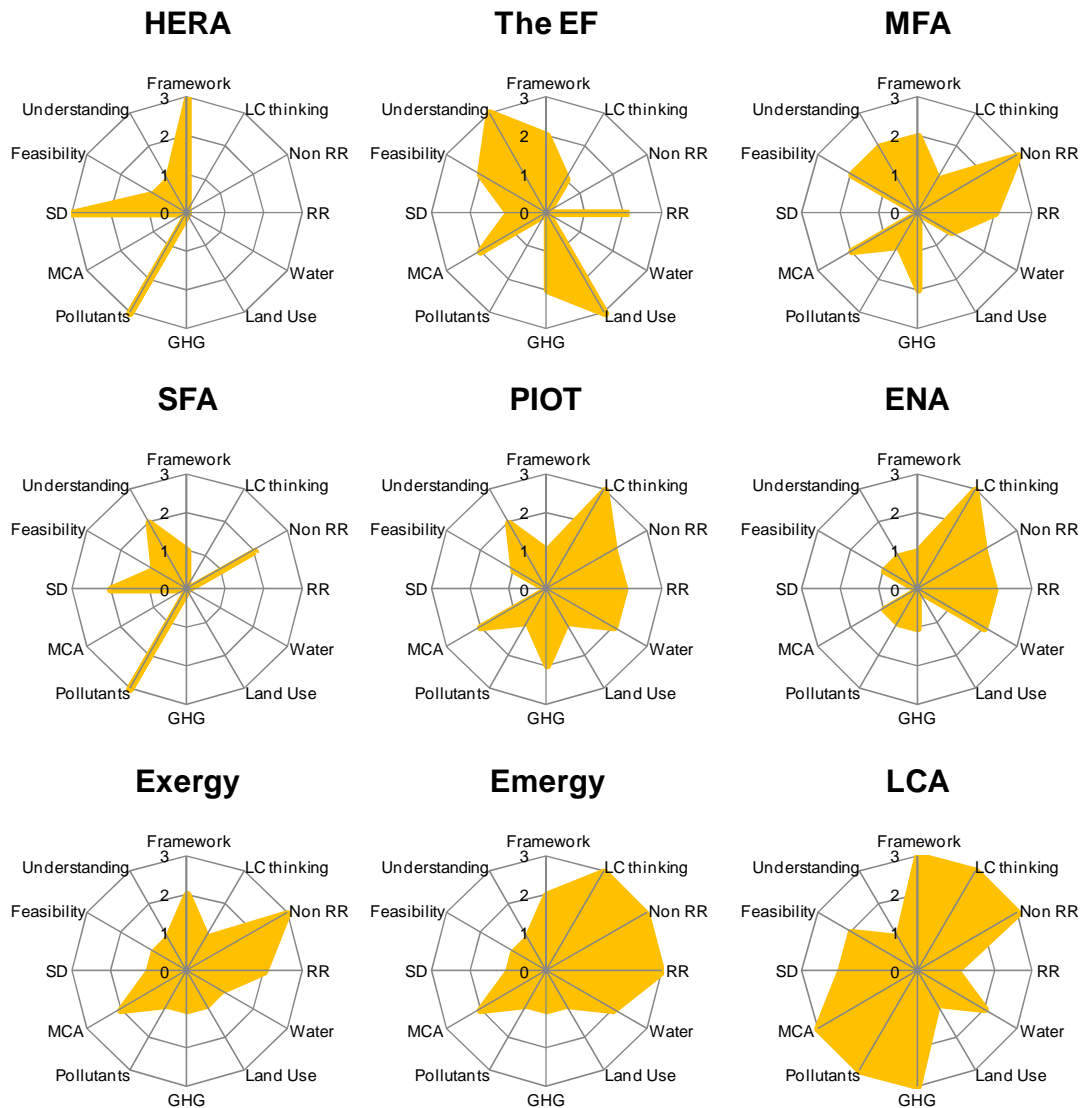 HERA
Framework
LC thinking
Non RR
RR
Water
Land Use
GHG
Pollutants
MCA
SD
Feasibility
Understanding
3
2
1
0
The EF
Framework
LC thinking
Non RR
RR
Water
Land Use
GHG
Pollutants
MCA
SD
Feasibility
Understanding
3
2
1
0
MFA
Framework
LC thinking
Non RR
RR
Water
Land Use
GHG
Pollutants
MCA
SD
Feasibility
Understanding
3
2
1
0
SFA
Framework
LC thinking
Non RR
RR
Water
Land Use
GHG
Pollutants
MCA
SD
Feasibility
Understanding
3
2
1
0
PIOT
Framework
LC thinking
Non RR
RR
Water
Land Use
GHG
Pollutants
MCA
SD
Feasibility
Understanding
3
2
1
0
ENA
Framework
LC thinking
Non RR
RR
Water
Land Use
GHG
Pollutants
MCA
SD
Feasibility
Understanding
3
2
1
0
Exergy
Framework
LC thinking
Non RR
RR
Water
Land Use
GHG
Pollutants
MCA
SD
Feasibility
Understanding
3
2
1
0
Emergy
Framework
LC thinking
Non RR
RR
Water
Land Use
GHG
Pollutants
MCA
SD
Feasibility
Understanding
3
2
1
0
LCA
Framework
LC thinking
Non RR
RR
Water
Land Use
GHG
Pollutants
MCA
SD
Feasibility
Understanding
3
2
1
0